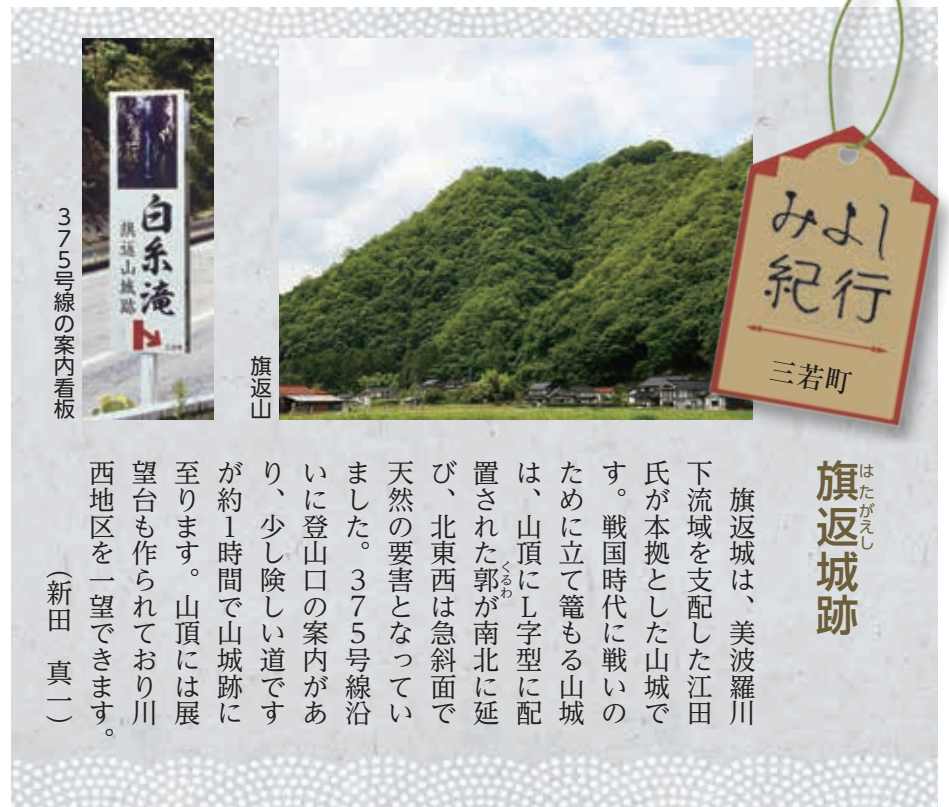 みよし
紀行
三若町
旗返山
白糸滝
旗返山城跡
375号線の案内看板
はたがえし
旗返城跡
旗返城は、美波羅川
下流域を支配した江田
氏が本拠とした山城で
す。戦国時代に戦いの
ために立て篭もる山城
は、山頂にL字型に配
置された郭が南北に延
くるわ
び、北東西は急斜面で
天然の要害となってい
ました。375号線沿
いに登山口の案内があ
り、少し険しい道です
が約1時間で山城跡に
至ります。山頂には展
望台も作られており川
西地区を一望できます。
（新田　真一）